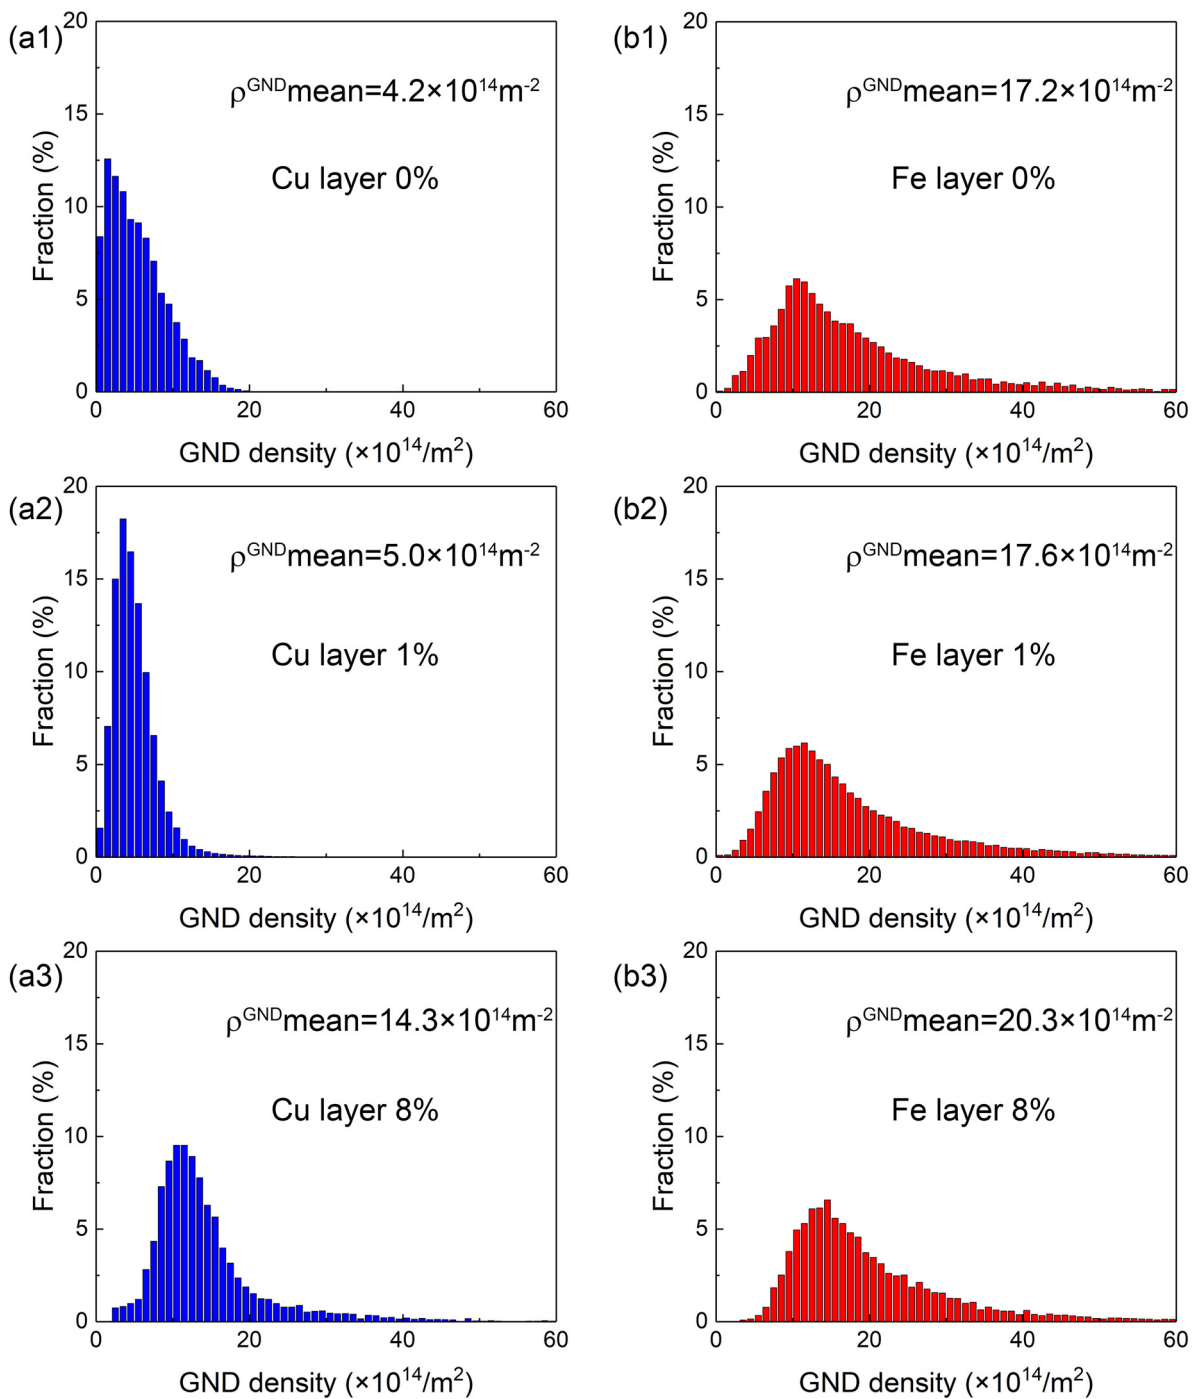 (a1)
20
15
10
5
0
Fraction (%)
ρᴳᴺᴰmean=4.2×10¹⁴m⁻²
Cu layer 0%
0 20 40 60
GND density (×10¹⁴/m²)
(b1)
20
15
10
5
0
Fraction (%)
ρᴳᴺᴰmean=17.2×10¹⁴m⁻²
Fe layer 0%
0 20 40 60
GND density (×10¹⁴/m²)
(a2)
20
15
10
5
0
Fraction (%)
ρᴳᴺᴰmean=5.0×10¹⁴m⁻²
Cu layer 1%
0 20 40 60
GND density (×10¹⁴/m²)
(b2)
20
15
10
5
0
Fraction (%)
ρᴳᴺᴰmean=17.6×10¹⁴m⁻²
Fe layer 1%
0 20 40 60
GND density (×10¹⁴/m²)
(a3)
20
15
10
5
0
Fraction (%)
ρᴳᴺᴰmean=14.3×10¹⁴m⁻²
Cu layer 8%
0 20 40 60
GND density (×10¹⁴/m²)
(b3)
20
15
10
5
0
Fraction (%)
ρᴳᴺᴰmean=20.3×10¹⁴m⁻²
Fe layer 8%
0 20 40 60
GND density (×10¹⁴/m²)